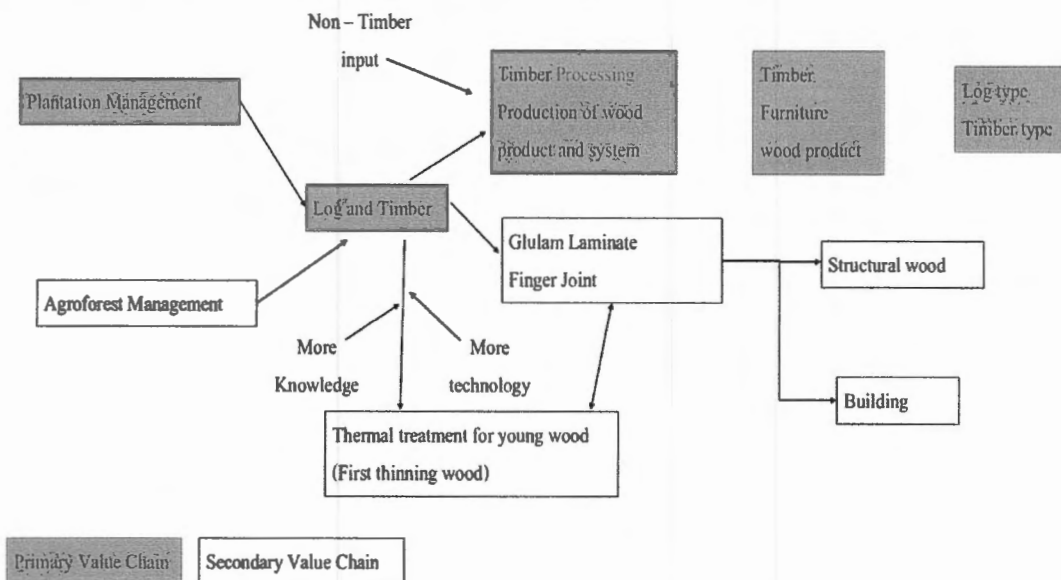 Non – Timber
input
Plantation Management
Timber Processing
Production of wood
product and system
Timber
Furniture
wood product
Log type
Timber type
Log and Timber
Glulam Laminate
Finger Joint
Structural wood
Agroforest Management
More
Knowledge
More
technology
Building
Thermal treatment for young wood
(First thinning wood)
Primary Value Chain
Secondary Value Chain